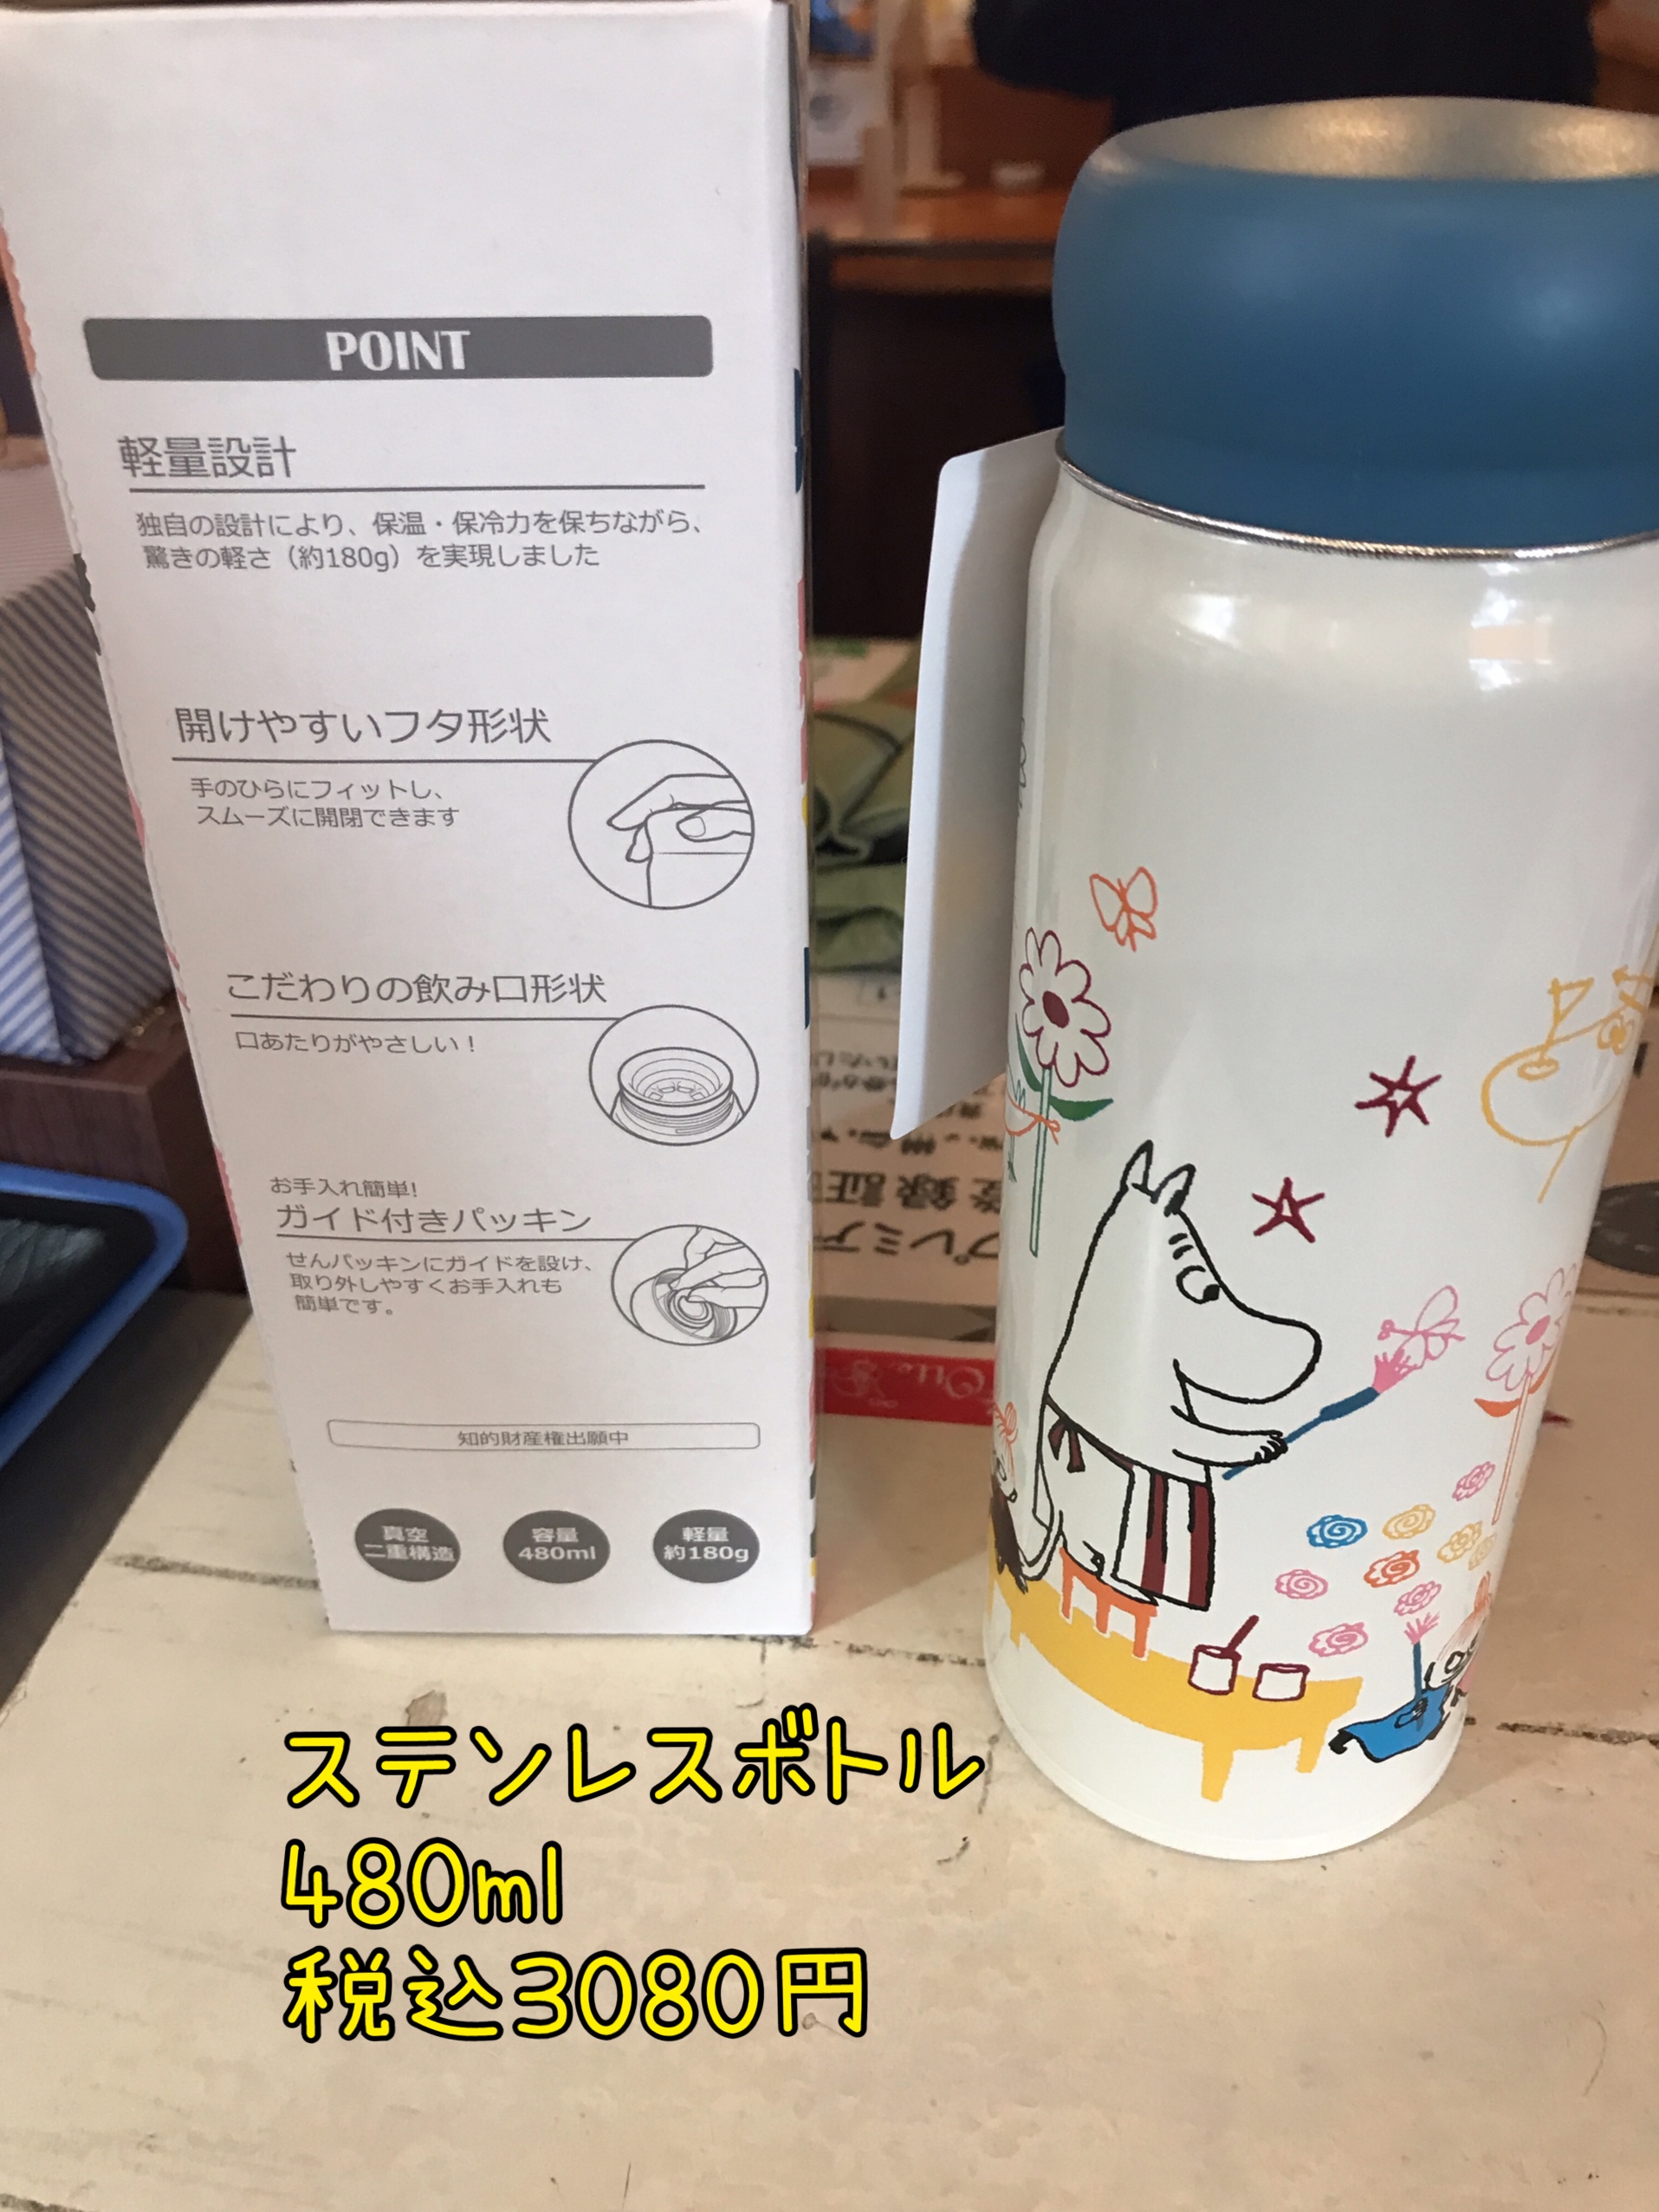 POINT
軽量設計
独自の設計により、保温・保冷力を保ちながら、
驚きの軽さ（約180g）を実現しました
開けやすいフタ形状
手のひらにフィットし、
スムーズに開閉できます
こだわりの飲み口形状
口あたりがやさしい！
お手入れ簡単!
ガイド付きパッキン
せんパッキンにガイドを設け、
取り外しやすくお手入れも
簡単です。
知的財産権出願中
真空
二重構造
容量
480ml
軽量
約180g
ステンレスボトル
480ml
税込3080円